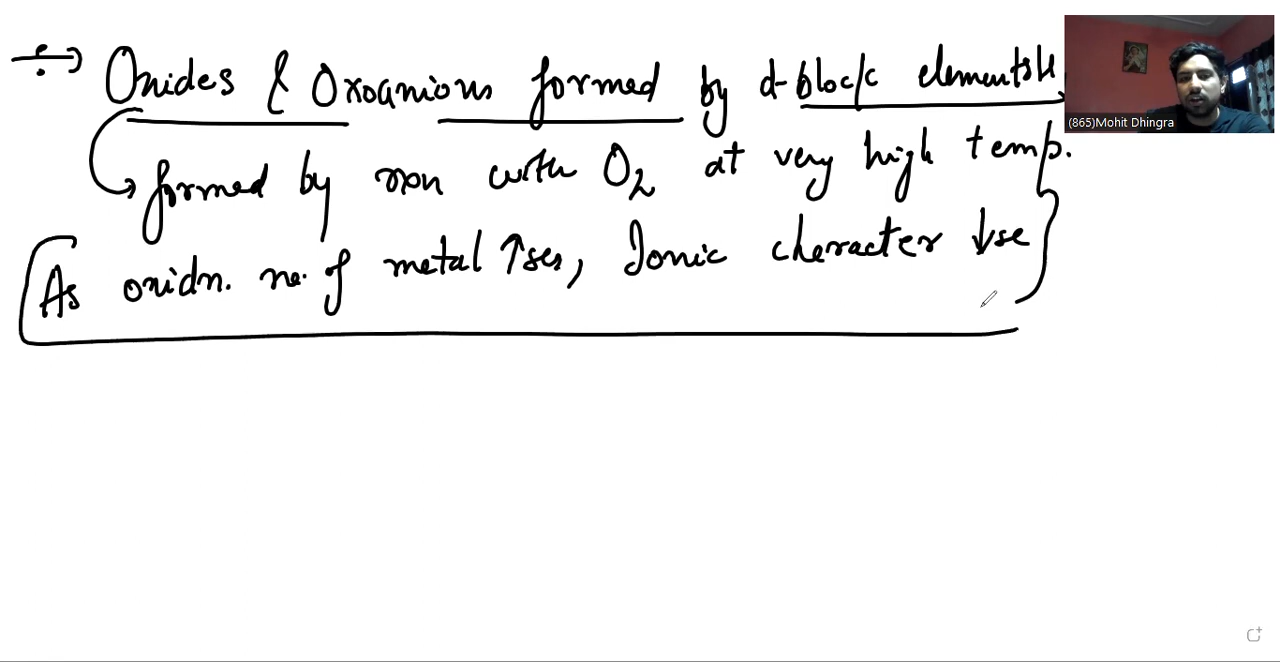 ÷→ Oxides & Oxoanions formed by d-block elements:-
(865)Mohit Dhingra
→ formed by rxn with O2 at very high temp.
As oxidn. no. of metal ↑ses, Ionic character ↓se